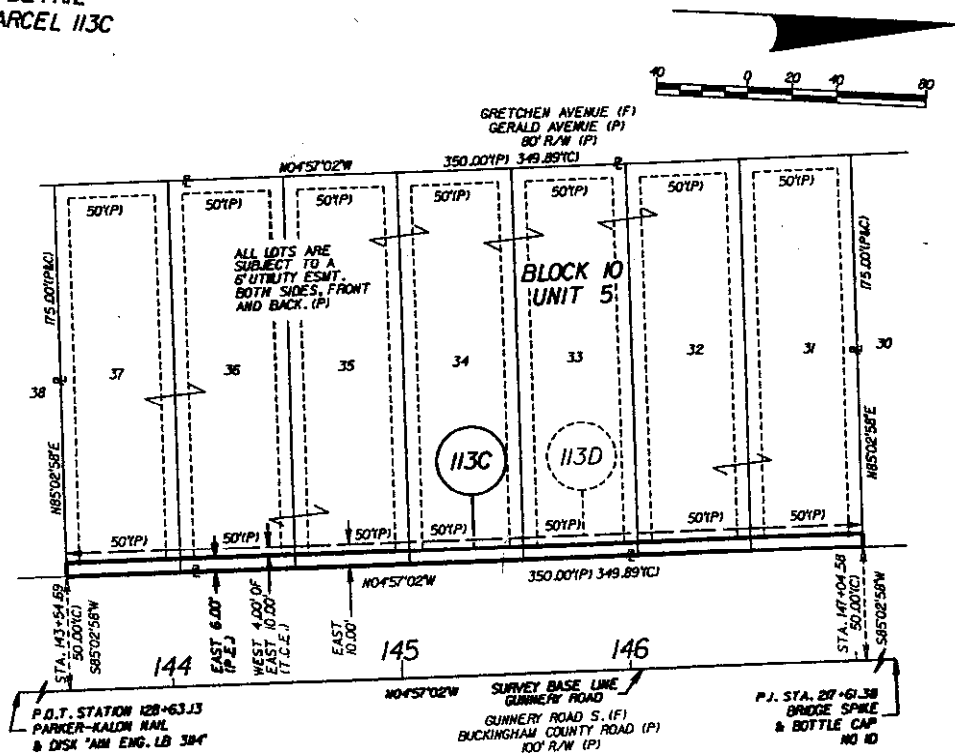 PARCEL 113C
40 0 20 40 80
GRETCHEN AVENUE (F)
GERALD AVENUE (P)
80' R/W (P)
N04°57'02"W
350.00'(P) 349.89'(C)
50'(P) 50'(P) 50'(P) 50'(P) 50'(P) 50'(P) 50'(P)
ALL LOTS ARE
SUBJECT TO A
6' UTILITY ESMT.
BOTH SIDES, FRONT
AND BACK. (P)
BLOCK 10
UNIT 5
175.00'(P&C)
175.00'(P&C)
38 37 36 35 34 33 32 31 30
N85°02'58"E
N85°02'58"E
113C
113D
50'(P) 50'(P) 50'(P) 50'(P) 50'(P) 50'(P) 50'(P)
N04°57'02"W
350.00'(P) 349.89'(C)
STA. 143+54.69
50.00'(C)
S85°02'58"W
EAST 6.00'
(P.E.)
WEST 4.00' OF
EAST 10.00'
(T.C.E.)
EAST
10.00'
STA. 147+04.58
50.00'(C)
S85°02'58"W
144 145 146
N04°57'02"W
SURVEY BASE LINE
GUNNERY ROAD
GUNNERY ROAD S. (F)
BUCKINGHAM COUNTY ROAD (P)
100' R/W (P)
P.O.T. STATION 128+63.13
PARKER-KALON NAIL
& DISK "AIM ENG. LB 3114"
P.I. STA. 217+61.38
BRIDGE SPIKE
& BOTTLE CAP
NO ID